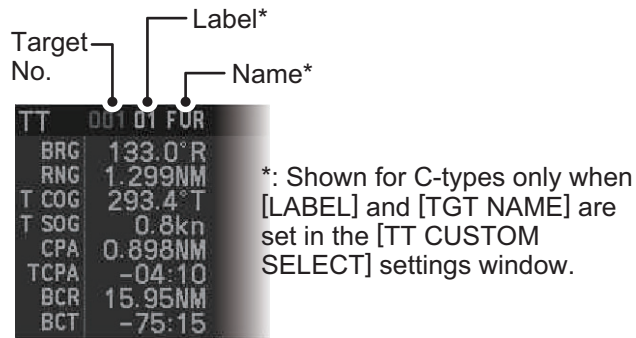 Label*
Target
No.
Name*
TT 001 01 FUR
BRG 133.0°R
RNG 1.299NM
T COG 293.4°T
T SOG 0.8kn
CPA 0.898NM
TCPA -04:10
BCR 15.95NM
BCT -75:15
*: Shown for C-types only when
[LABEL] and [TGT NAME] are
set in the [TT CUSTOM
SELECT] settings window.